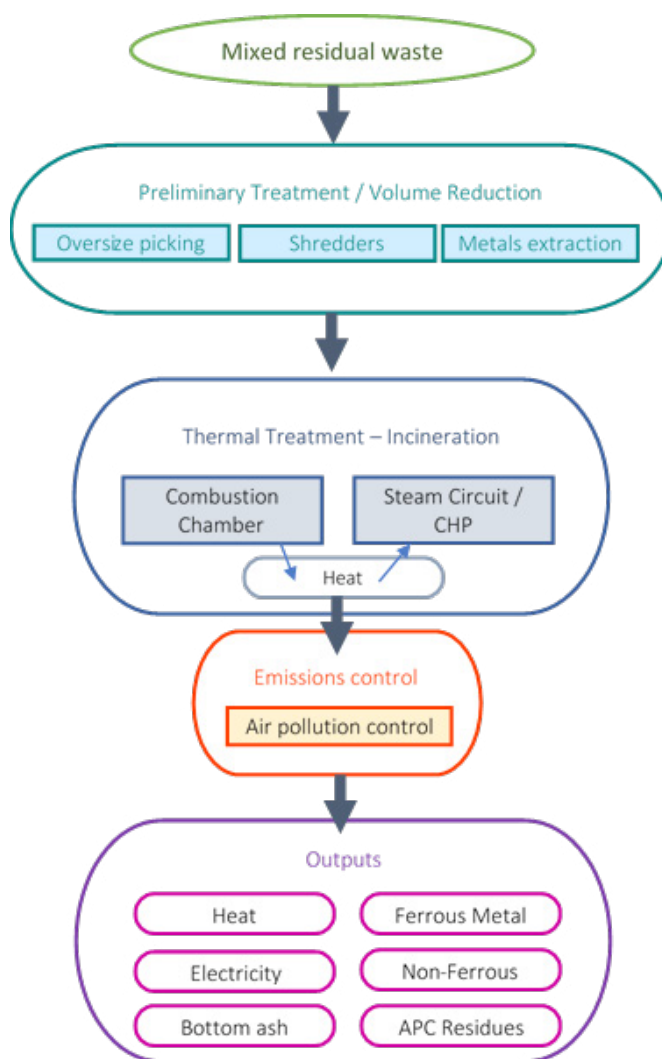 Mixed residual waste
Preliminary Treatment / Volume Reduction
Oversize picking
Shredders
Metals extraction
Thermal Treatment – Incineration
Combustion
Chamber
Steam Circuit /
CHP
Heat
Emissions control
Air pollution control
Outputs
Heat
Ferrous Metal
Electricity
Non-Ferrous
Bottom ash
APC Residues